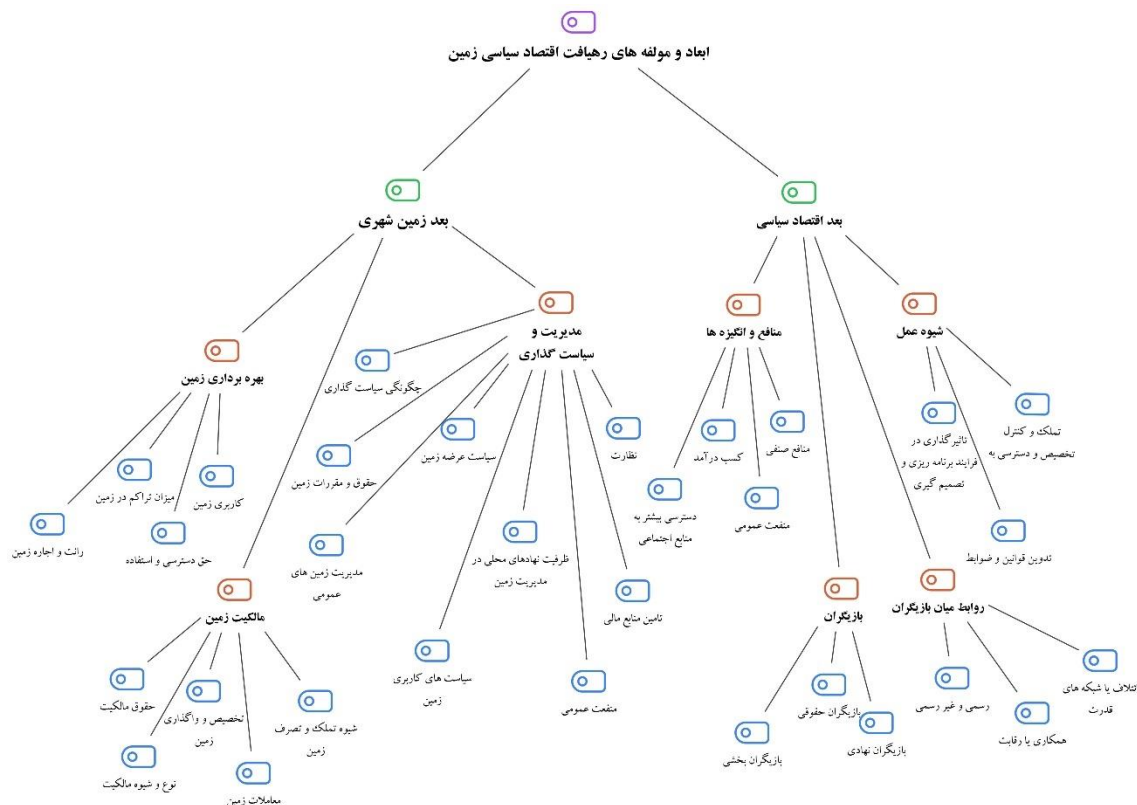 ابعاد و مولفه های رهیافت اقتصاد سیاسی زمین
بعد اقتصاد سیاسی
بعد زمین شهری
شیوه عمل
تملک و کنترل
تخصیص و دسترسی به
تاثیرگذاری در
فرایند برنامه ریزی و
تصمیم گیری
تدوین قوانین و ضوابط
روابط میان بازیگران
ائتلاف یا شبکه های
قدرت
همکاری یا رقابت
رسمی و غیر رسمی
بازیگران
بازیگران نهادی
بازیگران حقوقی
بازیگران بخشی
منافع و انگیزه ها
منافع صنفی
منفعت عمومی
کسب درآمد
دسترسی بیشتر به
منابع اجتماعی
مدیریت و
سیاست گذاری
نظارت
تامین منابع مالی
منفعت عمومی
ظرفیت نهادهای محلی در
مدیریت زمین
سیاست های کاربری
زمین
سیاست عرضه زمین
مدیریت زمین های
عمومی
حقوق و مقررات زمین
چگونگی سیاست گذاری
مالکیت زمین
شیوه تملک و تصرف
زمین
معاملات زمین
تخصیص و واگذاری
زمین
نوع و شیوه مالکیت
حقوق مالکیت
بهره برداری زمین
کاربری زمین
حق دسترسی و استفاده
میزان تراکم در زمین
رانت و اجاره زمین